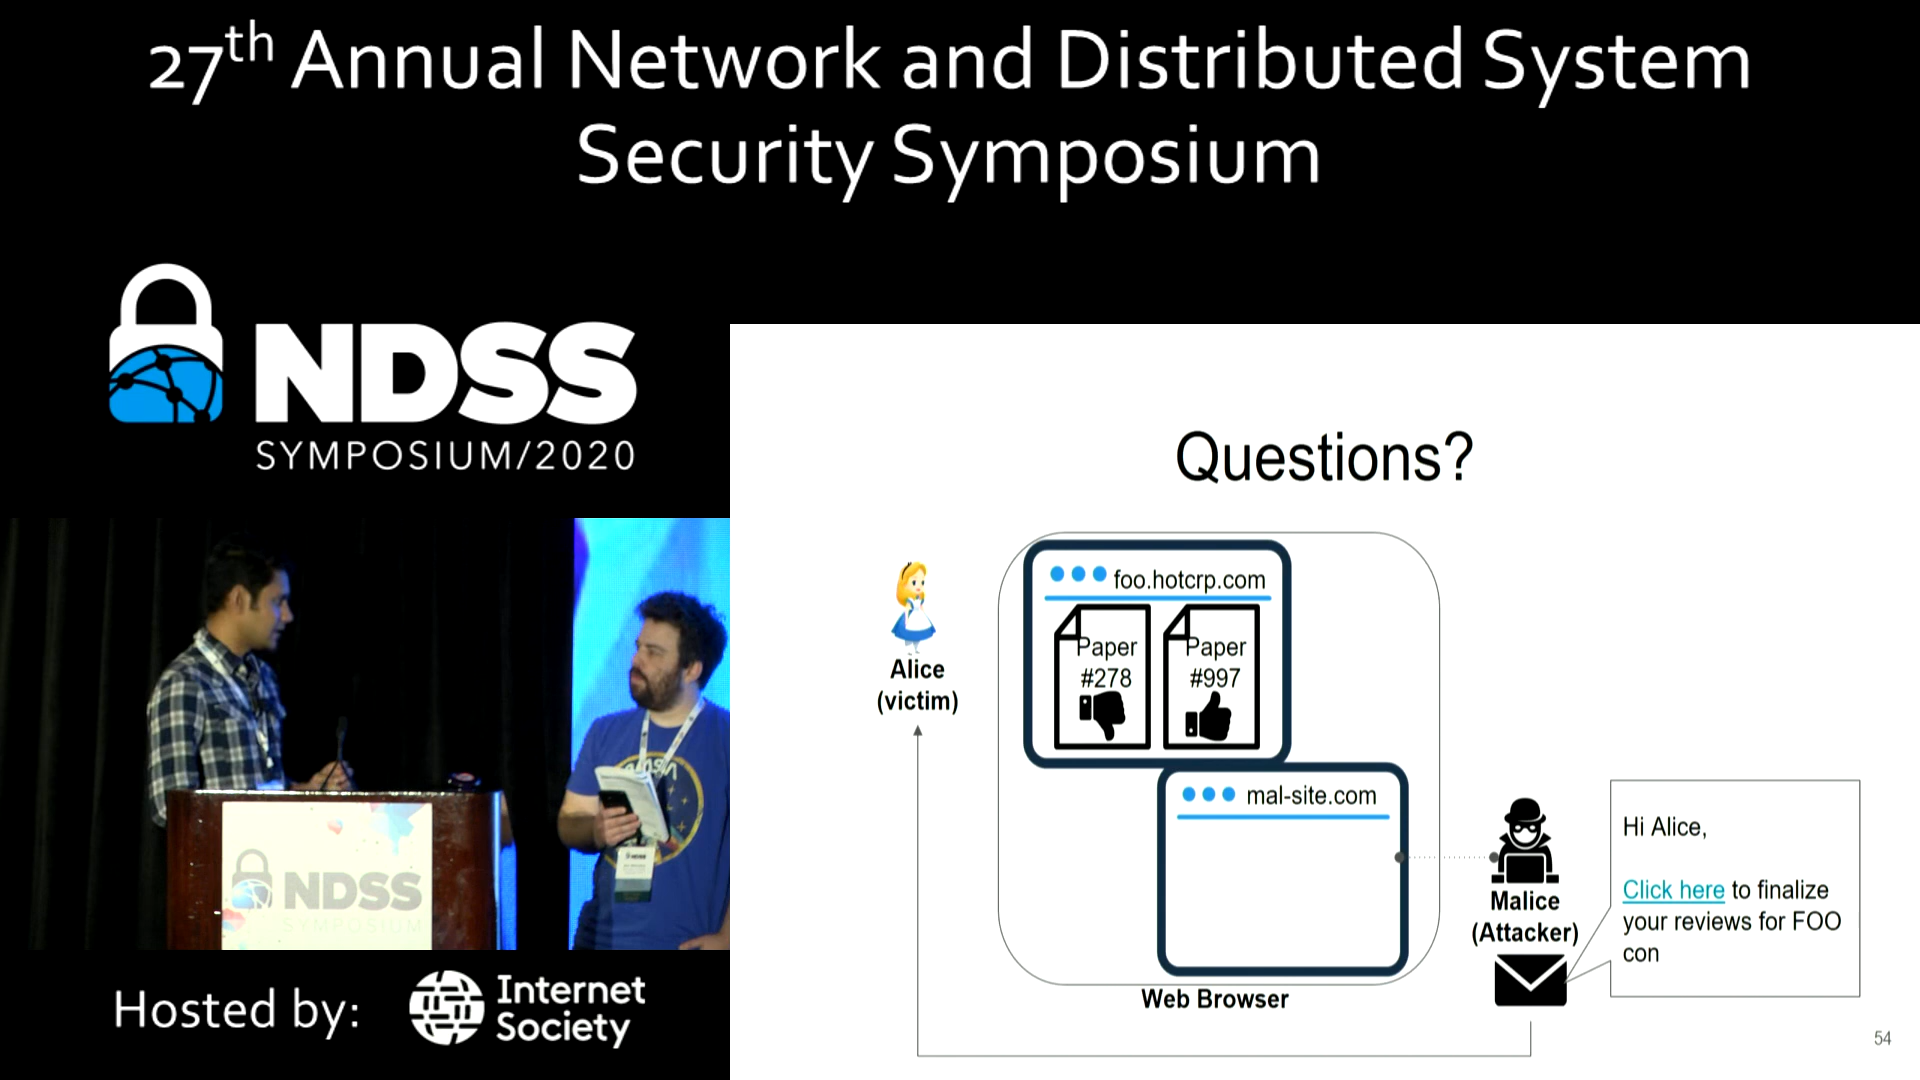 27th Annual Network and Distributed System
Security Symposium
NDSS
SYMPOSIUM/2020
Questions?
foo.hotcrp.com
Paper
#278
Paper
#997
Alice
(victim)
mal-site.com
Malice
(Attacker)
Hi Alice,
Click here to finalize
your reviews for FOO
con
Web Browser
54
NDSS
SYMPOSIUM
NASA
Hosted by:
Internet
Society